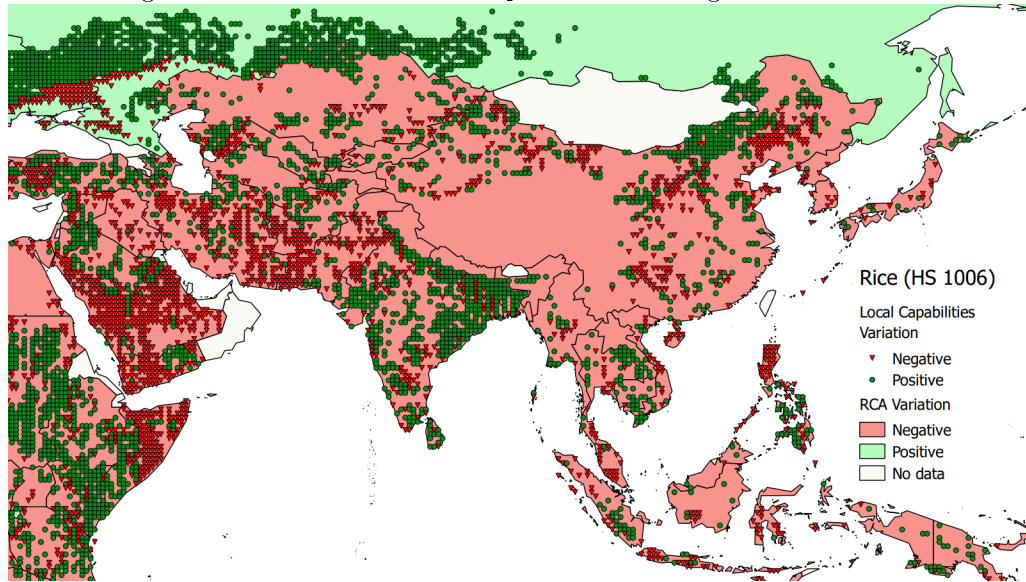 Rice (HS 1006)
Local Capabilities
Variation
Negative
Positive
RCA Variation
Negative
Positive
No data